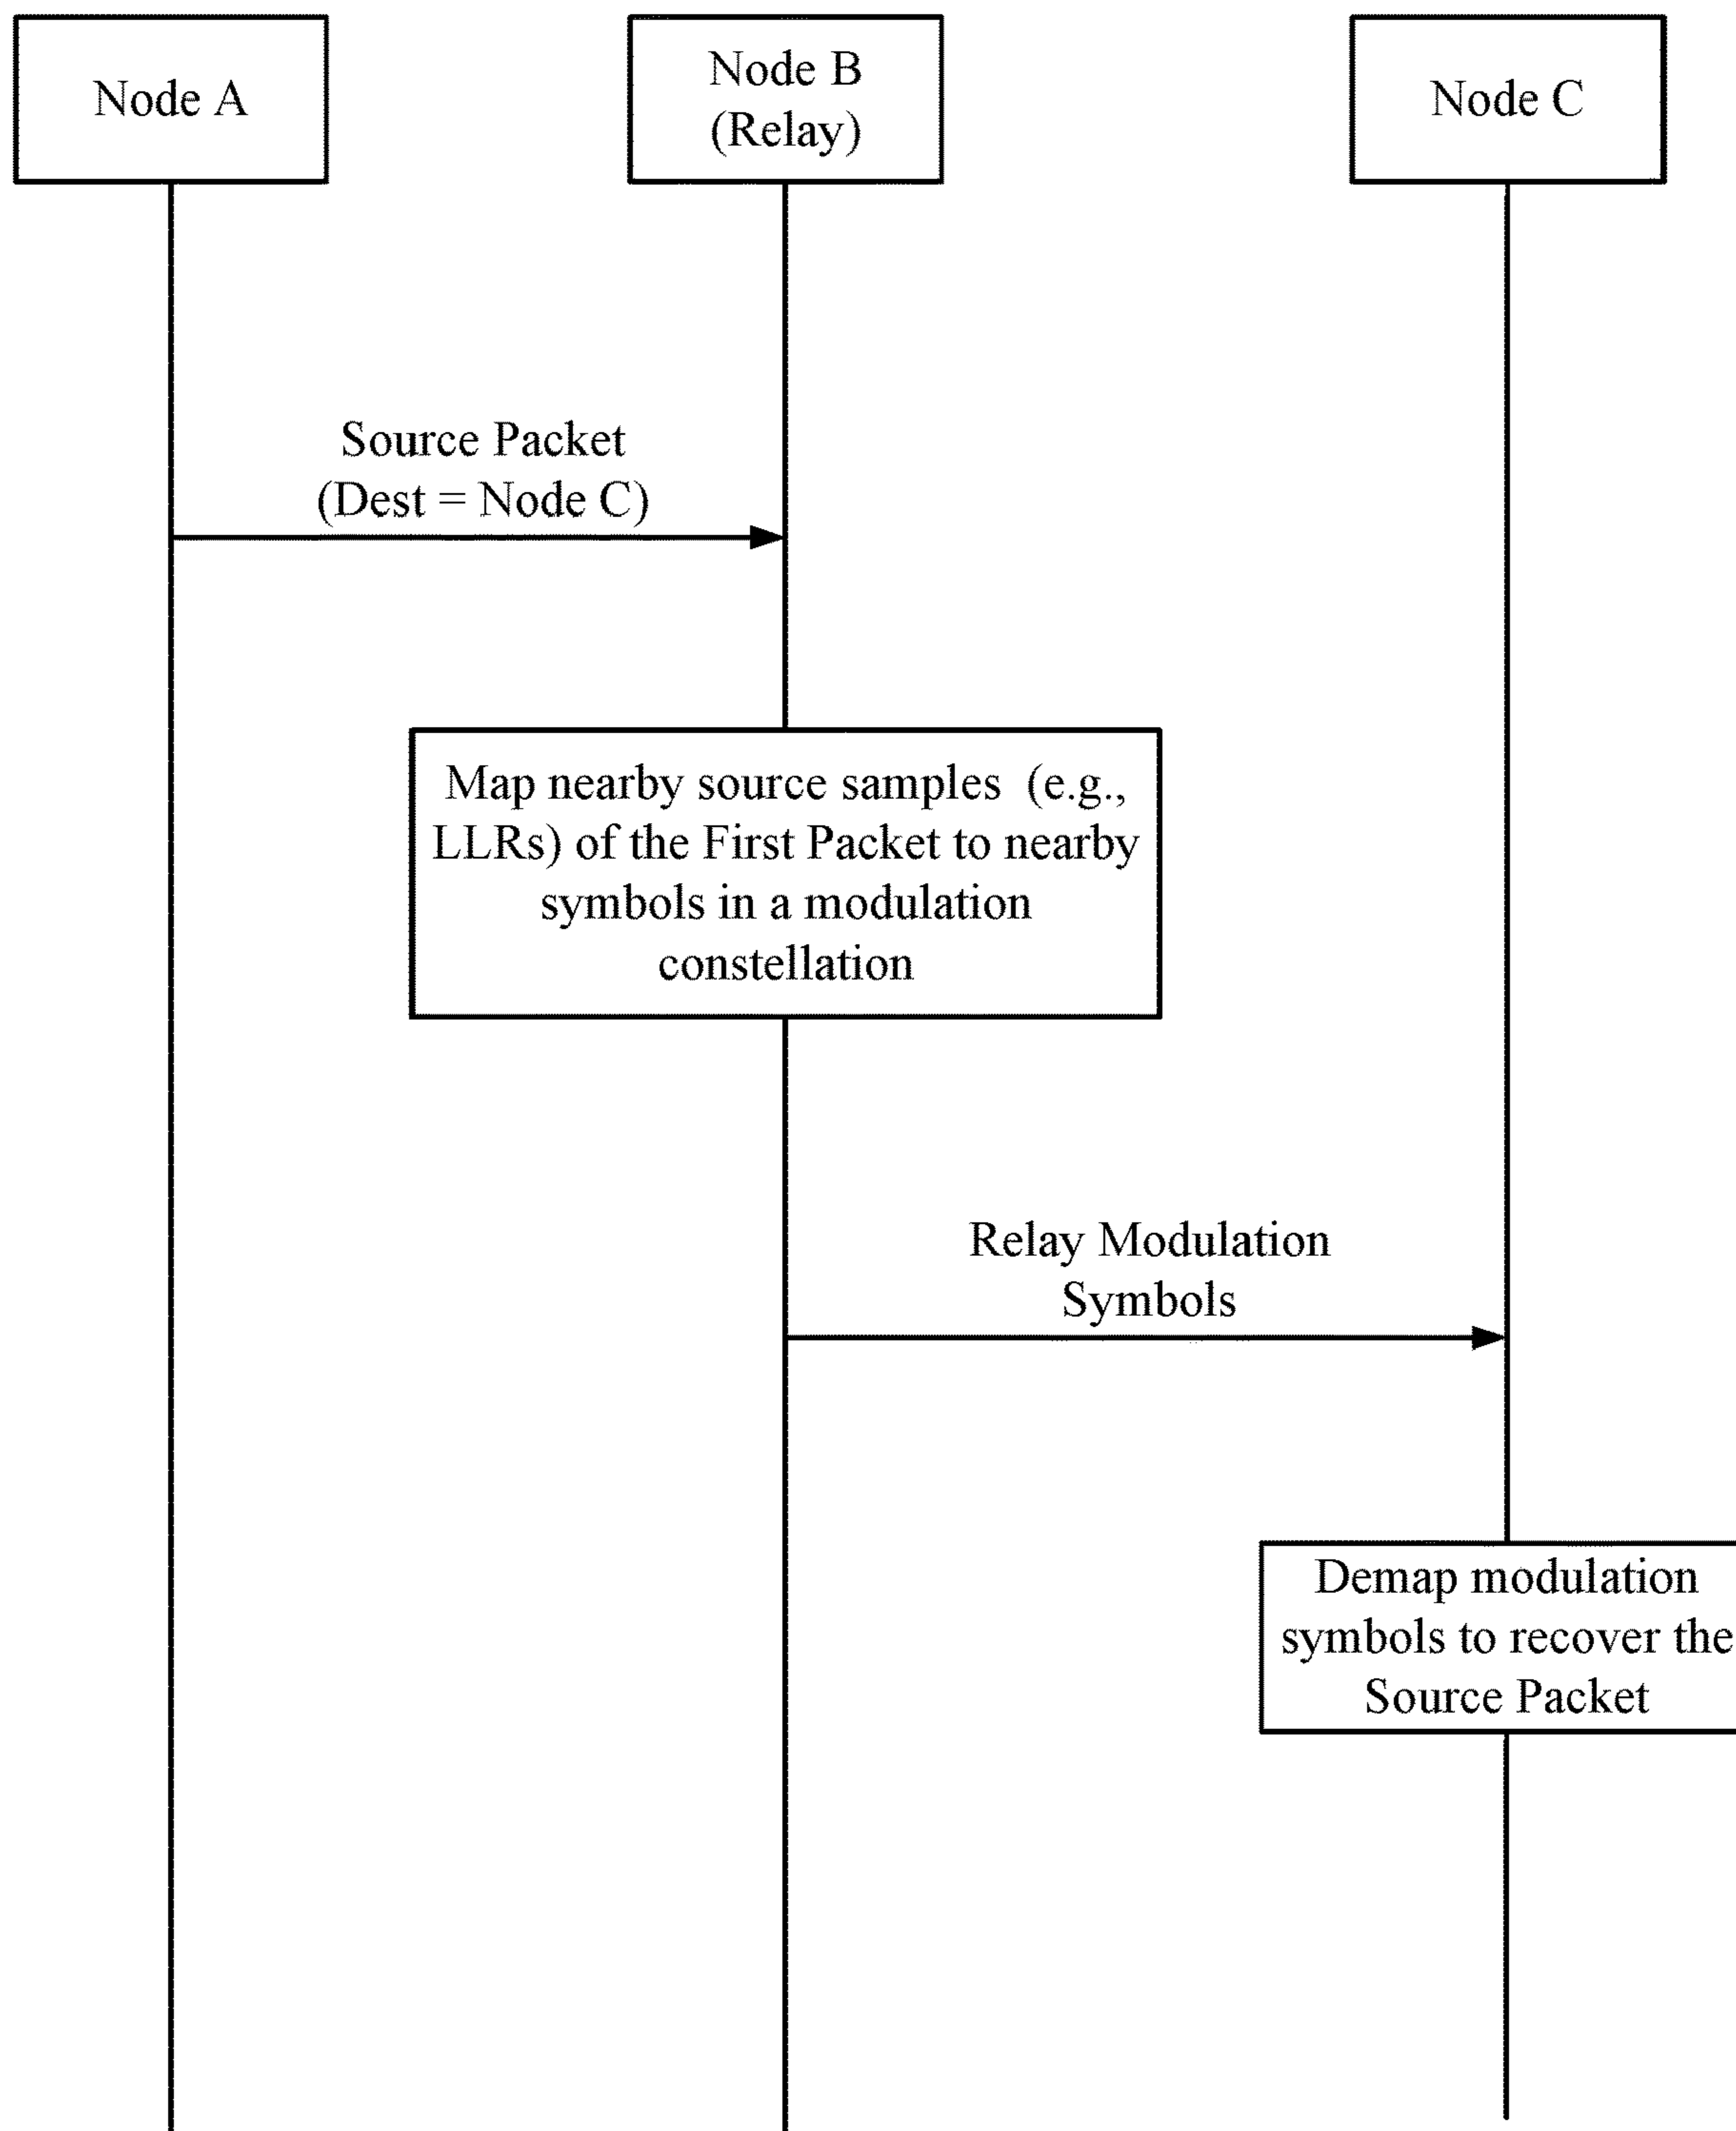 Node A
Node B
(Relay)
Node C
Source Packet
(Dest = Node C)
Map nearby source samples (e.g.,
LLRs) of the First Packet to nearby
symbols in a modulation
constellation
Relay Modulation
Symbols
Demap modulation
symbols to recover the
Source Packet